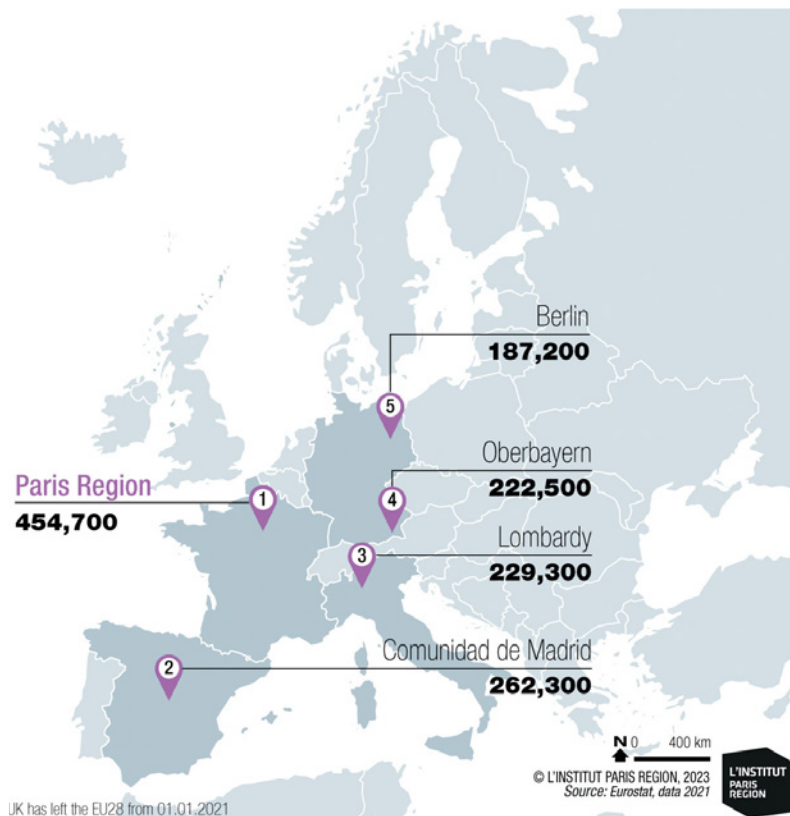 Berlin
187,200
5
Oberbayern
222,500
4
Paris Region
454,700
1
Lombardy
229,300
3
Comunidad de Madrid
262,300
2
N 0 400 km
© L'INSTITUT PARIS REGION, 2023
Source: Eurostat, data 2021
L'INSTITUT
PARIS
REGION
UK has left the EU28 from 01.01.2021